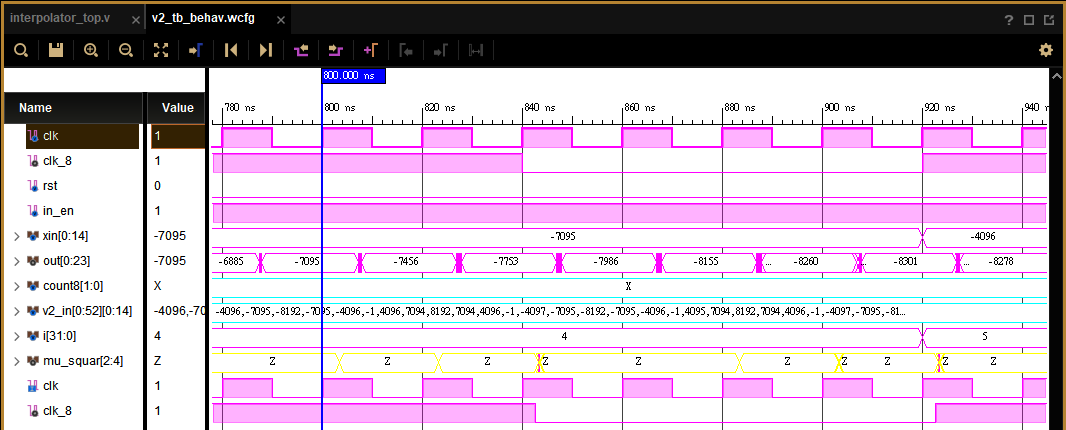 interpolator_top.v × v2_tb_behav.wcfg × ?
800.000 ns
Name Value
780 ns 800 ns 820 ns 840 ns 860 ns 880 ns 900 ns 920 ns 940 ns
clk 1
clk_8 1
rst 0
in_en 1
xin[0:14] -7095 -7095 -4096
out[0:23] -7095 -6885 -7095 -7456 -7753 -7986 -8155 ... -8260 ... -8301 ... -8278
count8[1:0] X X
v2_in[0:52][0:14] -4096,-70 -4096,-7095,-8192,-7095,-4096,-1,4096,7094,8192,7094,4096,-1,-4097,-7095,-8192,-7095,-4096,-1,4095,7094,8192,7094,4096,-1,-4097,-7095,-81...
i[31:0] 4 4 5
mu_squar[2:4] Z Z Z Z Z Z Z Z Z Z Z
clk 1
clk_8 1